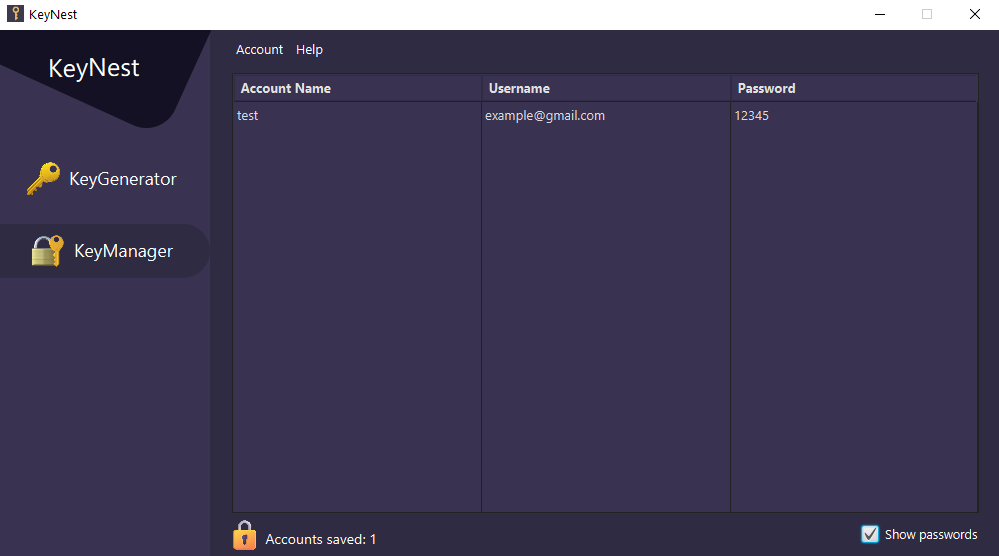 KeyNest
KeyNest
Account Help
Account Name Username Password
test example@gmail.com 12345
KeyGenerator
KeyManager
Accounts saved: 1
Show passwords